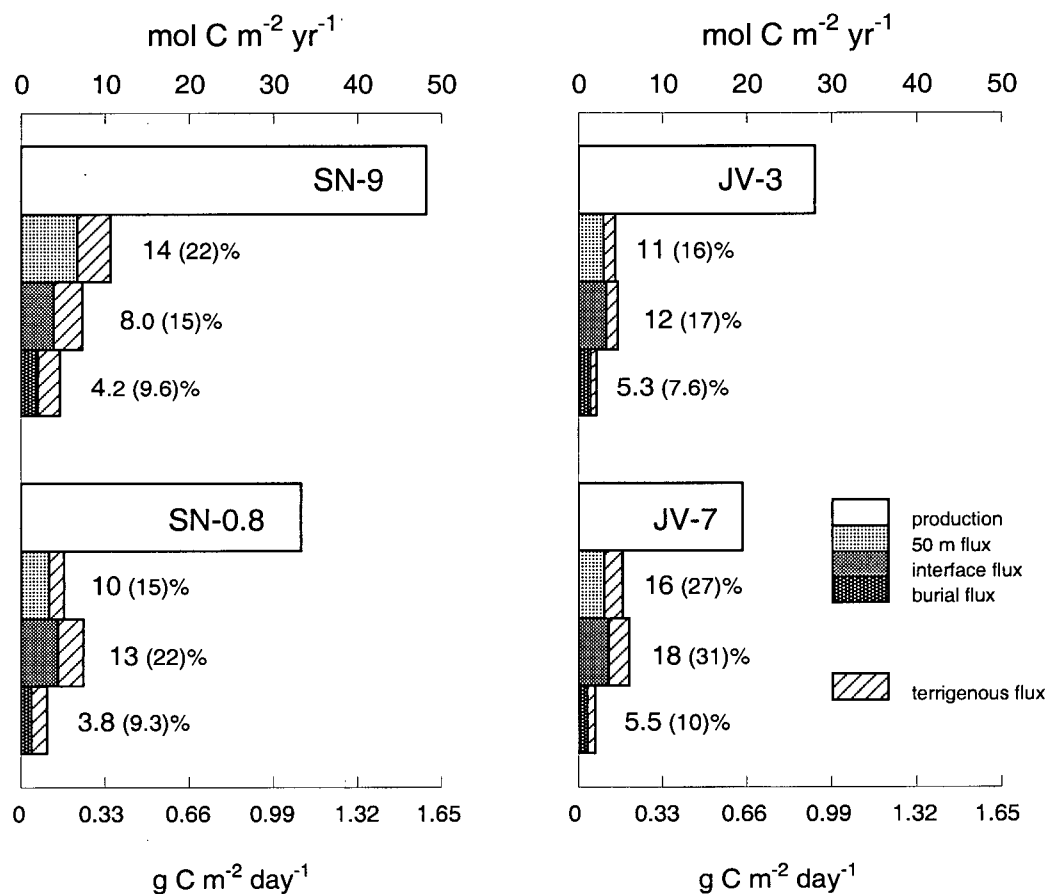 mol C m-2 yr-1
0 10 20 30 40 50
SN-9
14 (22)%
8.0 (15)%
4.2 (9.6)%
SN-0.8
10 (15)%
13 (22)%
3.8 (9.3)%
0 0.33 0.66 0.99 1.32 1.65
g C m-2 day-1
mol C m-2 yr-1
0 10 20 30 40 50
JV-3
11 (16)%
12 (17)%
5.3 (7.6)%
JV-7
16 (27)%
18 (31)%
5.5 (10)%
production
50 m flux
interface flux
burial flux
terrigenous flux
0 0.33 0.66 0.99 1.32 1.65
g C m-2 day-1